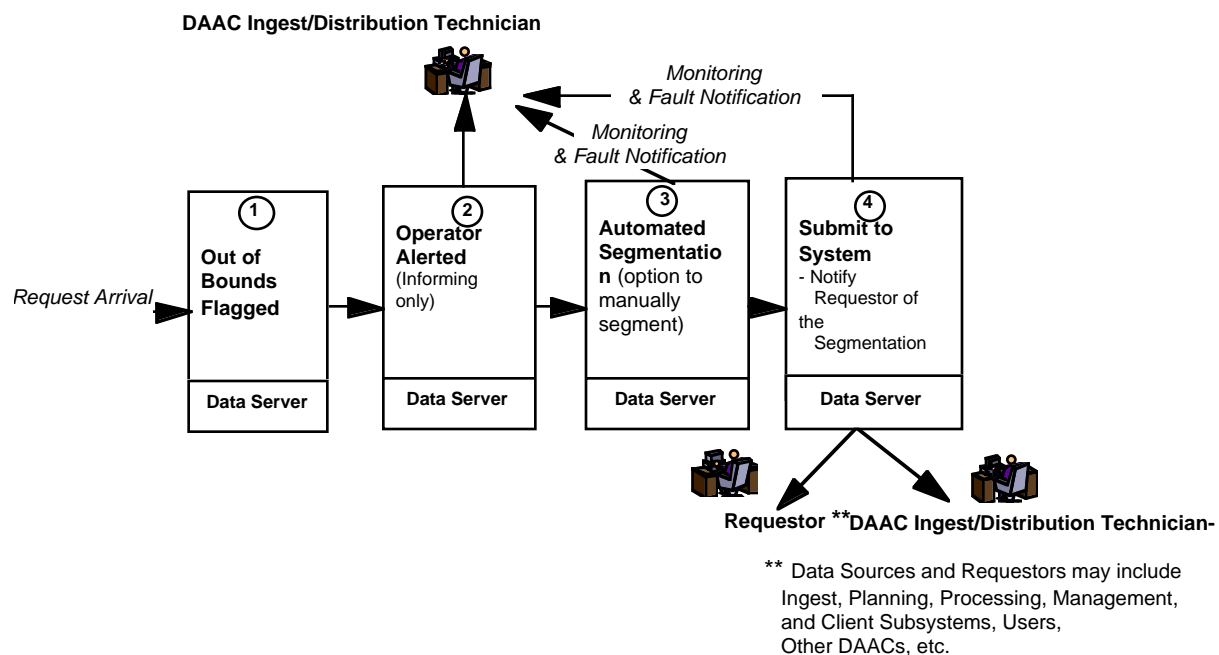 DAAC Ingest/Distribution Technician
Monitoring
& Fault Notification
Monitoring
& Fault Notification
Request Arrival
1
Out of
Bounds
Flagged
Data Server
2
Operator
Alerted
(Informing
only)
Data Server
3
Automated
Segmentatio
n (option to
manually
segment)
Data Server
4
Submit to
System
- Notify
Requestor of
the
Segmentation
Data Server
Requestor **DAAC Ingest/Distribution Technician-
** Data Sources and Requestors may include
Ingest, Planning, Processing, Management,
and Client Subsystems, Users,
Other DAACs, etc.